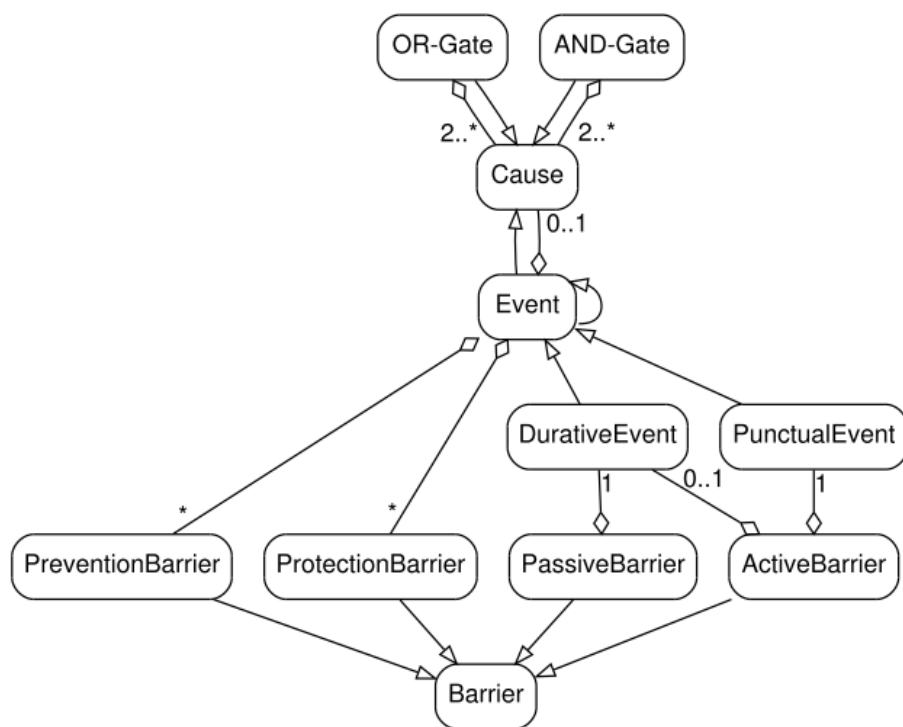 OR-Gate
AND-Gate
2..*
2..*
Cause
0..1
Event
DurativeEvent
PunctualEvent
1
0..1
1
*
*
PreventionBarrier
ProtectionBarrier
PassiveBarrier
ActiveBarrier
Barrier